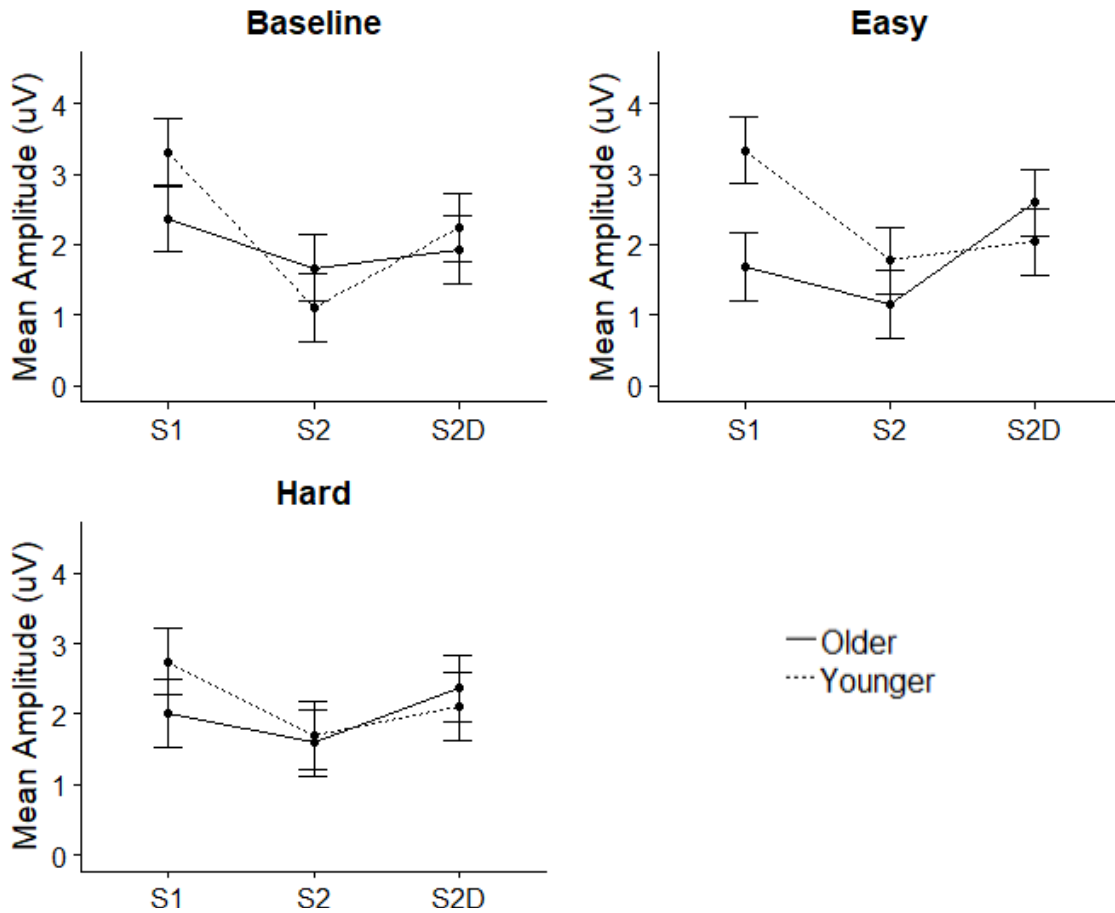 Baseline
Mean Amplitude (uV)
4
3
2
1
0
S1 S2 S2D
Easy
Mean Amplitude (uV)
4
3
2
1
0
S1 S2 S2D
Hard
Mean Amplitude (uV)
4
3
2
1
0
S1 S2 S2D
Older
Younger